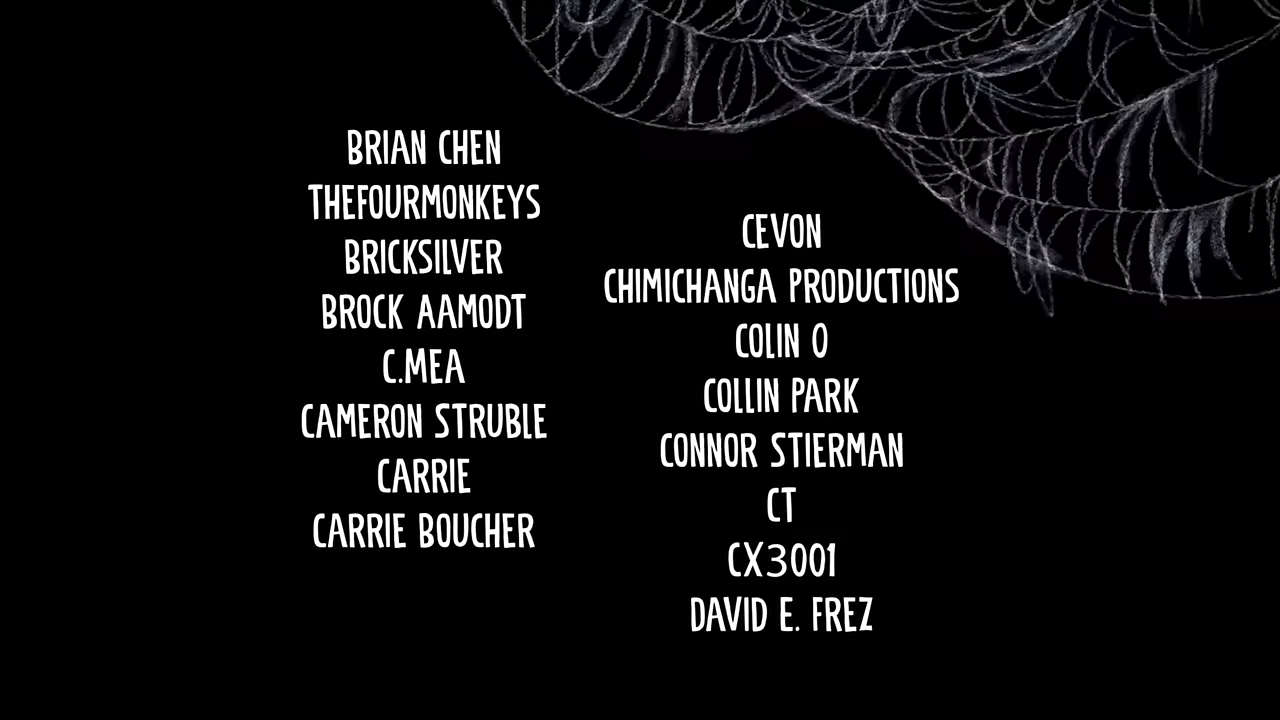 BRIAN CHEN
THEFOURMONKEYS
BRICKSILVER
BROCK AAMODT
C.MEA
CAMERON STRUBLE
CARRIE
CARRIE BOUCHER
CEVON
CHIMICHANGA PRODUCTIONS
COLIN O
COLLIN PARK
CONNOR STIERMAN
CT
CX3001
DAVID E. FREZ